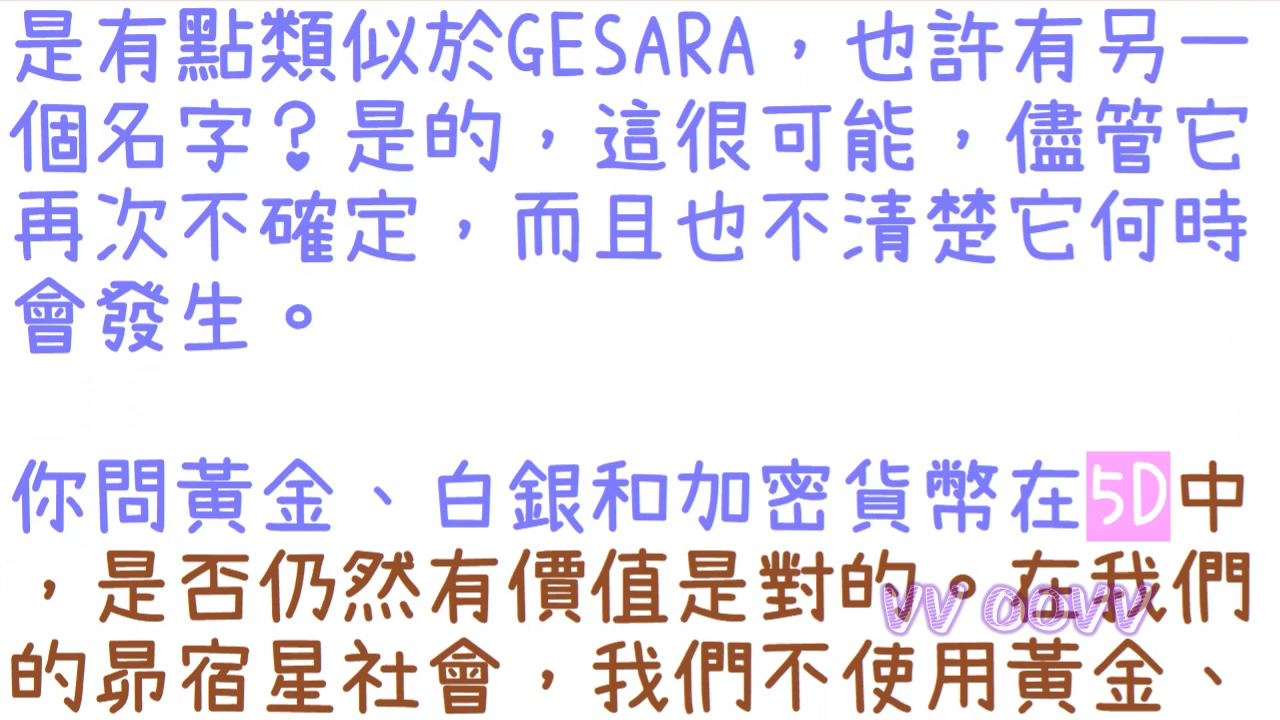 是有點類似於GESARA，也許有另一
個名字？是的，這很可能，儘管它
再次不確定，而且也不清楚它何時
會發生。
你問黃金、白銀和加密貨幣在5D中
，是否仍然有價值是對的。在我們
vv oovv
的昴宿星社會，我們不使用黃金、